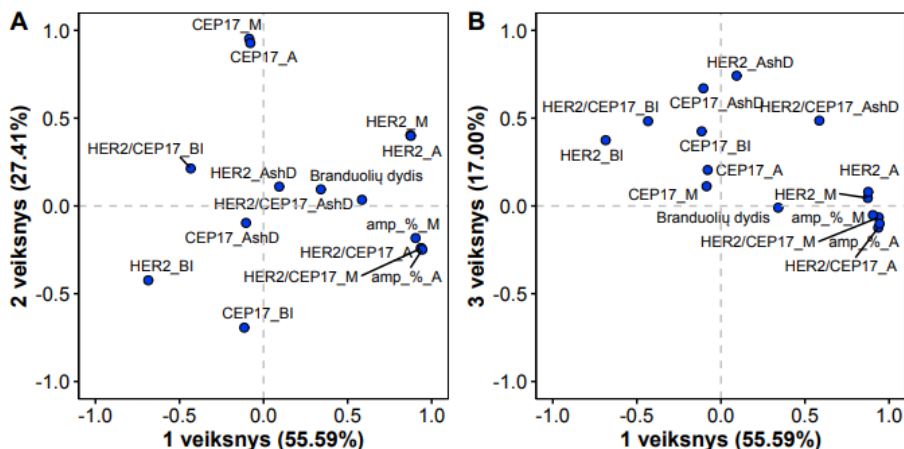 A
CEP17_M
CEP17_A
HER2_M
HER2_A
HER2/CEP17_BI
HER2_AshD
Branduolių dydis
HER2/CEP17_AshD
CEP17_AshD
amp_%_M
HER2/CEP17_A
HER2_BI
HER2/CEP17_M
amp_%_A
CEP17_BI
1.0
0.5
0.0
-0.5
-1.0
2 veiksnys (27.41%)
-1.0 -0.5 0.0 0.5 1.0
1 veiksnys (55.59%)
B
HER2_AshD
CEP17_AshD
HER2/CEP17_BI
HER2/CEP17_AshD
HER2_BI
CEP17_BI
CEP17_A
HER2_A
CEP17_M
HER2_M
Branduolių dydis
amp_%_M
HER2/CEP17_M
amp_%_A
HER2/CEP17_A
1.0
0.5
0.0
-0.5
-1.0
3 veiksnys (17.00%)
-1.0 -0.5 0.0 0.5 1.0
1 veiksnys (55.59%)